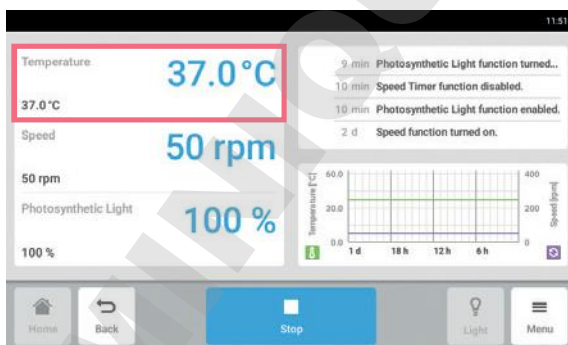 11:51
Temperature
37.0°C
37.0°C
Speed
50 rpm
50 rpm
Photosynthetic Light
100 %
100 %
9 min Photosynthetic Light function turned...
10 min Speed Timer function disabled.
10 min Photosynthetic Light function enabled.
2 d Speed function turned on.
Temperature [°C]
60.0
20.0
0.0
400
200
0
Speed [rpm]
1 d 18 h 12 h 6 h
Home
Back
Stop
Light
Menu